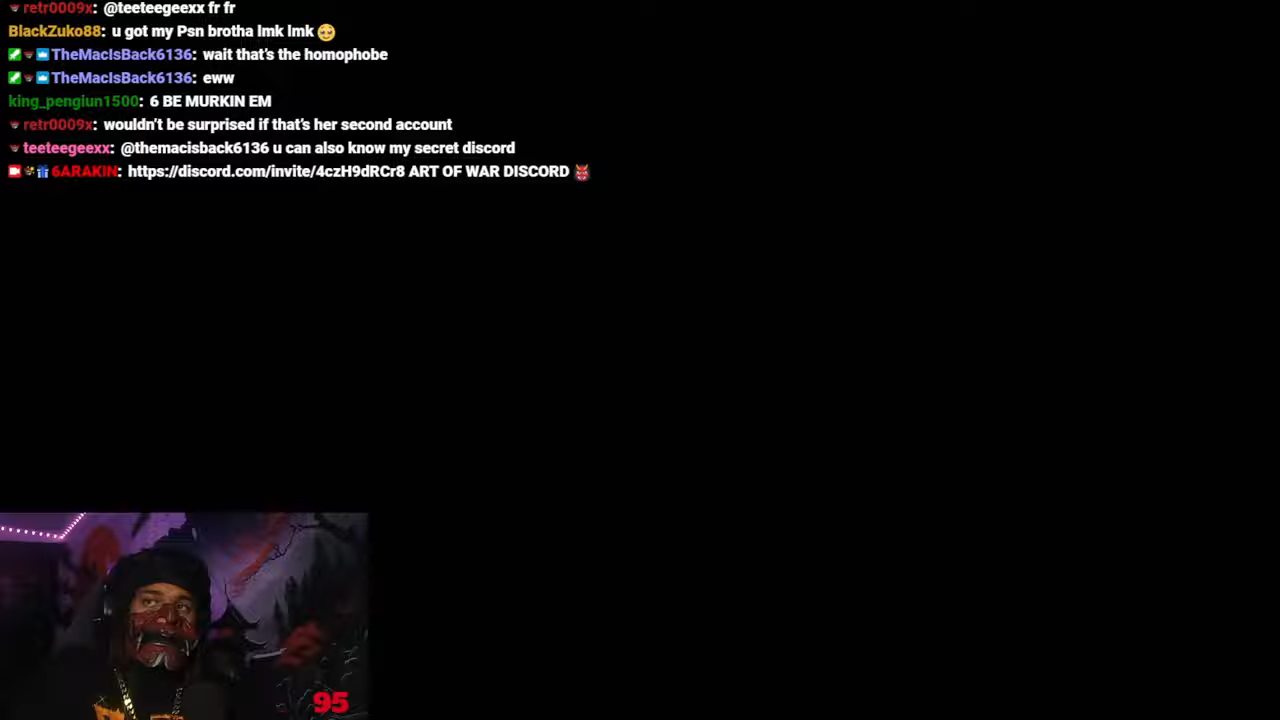 retr0009x: @teeteegeexx fr fr
BlackZuko88: u got my Psn brotha lmk lmk 🥹
TheMacIsBack6136: wait that's the homophobe
TheMacIsBack6136: eww
king_pengiun1500: 6 BE MURKIN EM
retr0009x: wouldn't be surprised if that's her second account
teeteegeexx: @themacisback6136 u can also know my secret discord
6ARAKIN: https://discord.com/invite/4czH9dRCr8 ART OF WAR DISCORD 👹
95